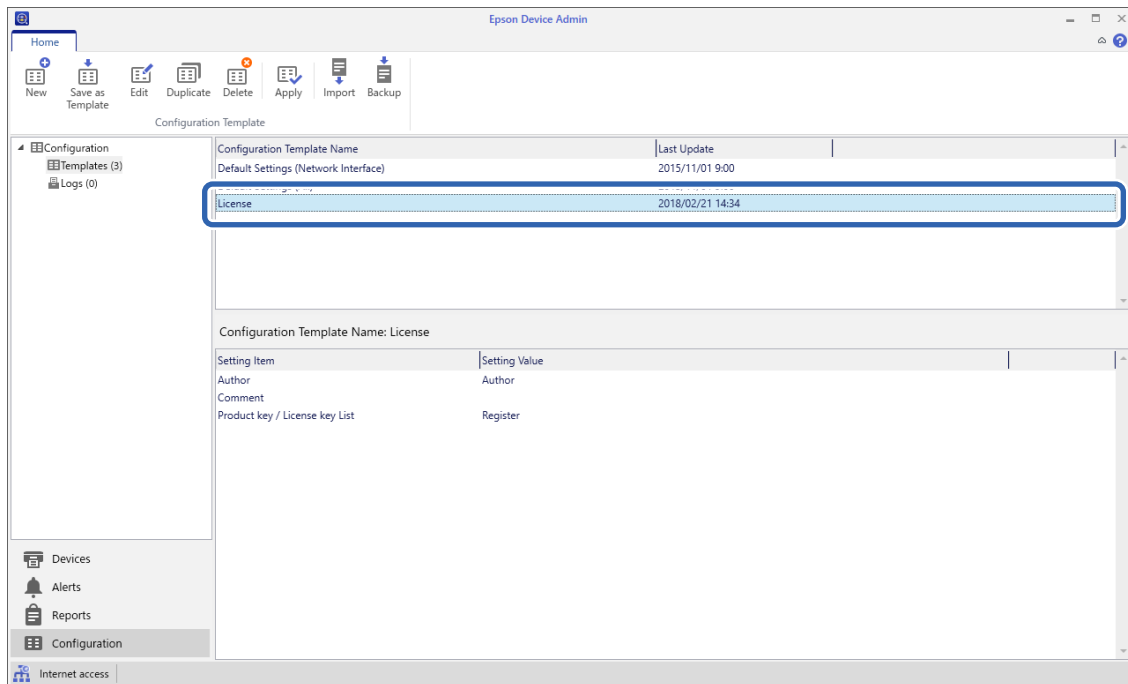 Epson Device Admin
Home
New
Save as Template
Edit
Duplicate
Delete
Apply
Import
Backup
Configuration Template
Configuration
Templates (3)
Logs (0)
Configuration Template Name Last Update
Default Settings (Network Interface) 2015/11/01 9:00
License 2018/02/21 14:34
Configuration Template Name: License
Setting Item Setting Value
Author Author
Comment
Product key / License key List Register
Devices
Alerts
Reports
Configuration
Internet access